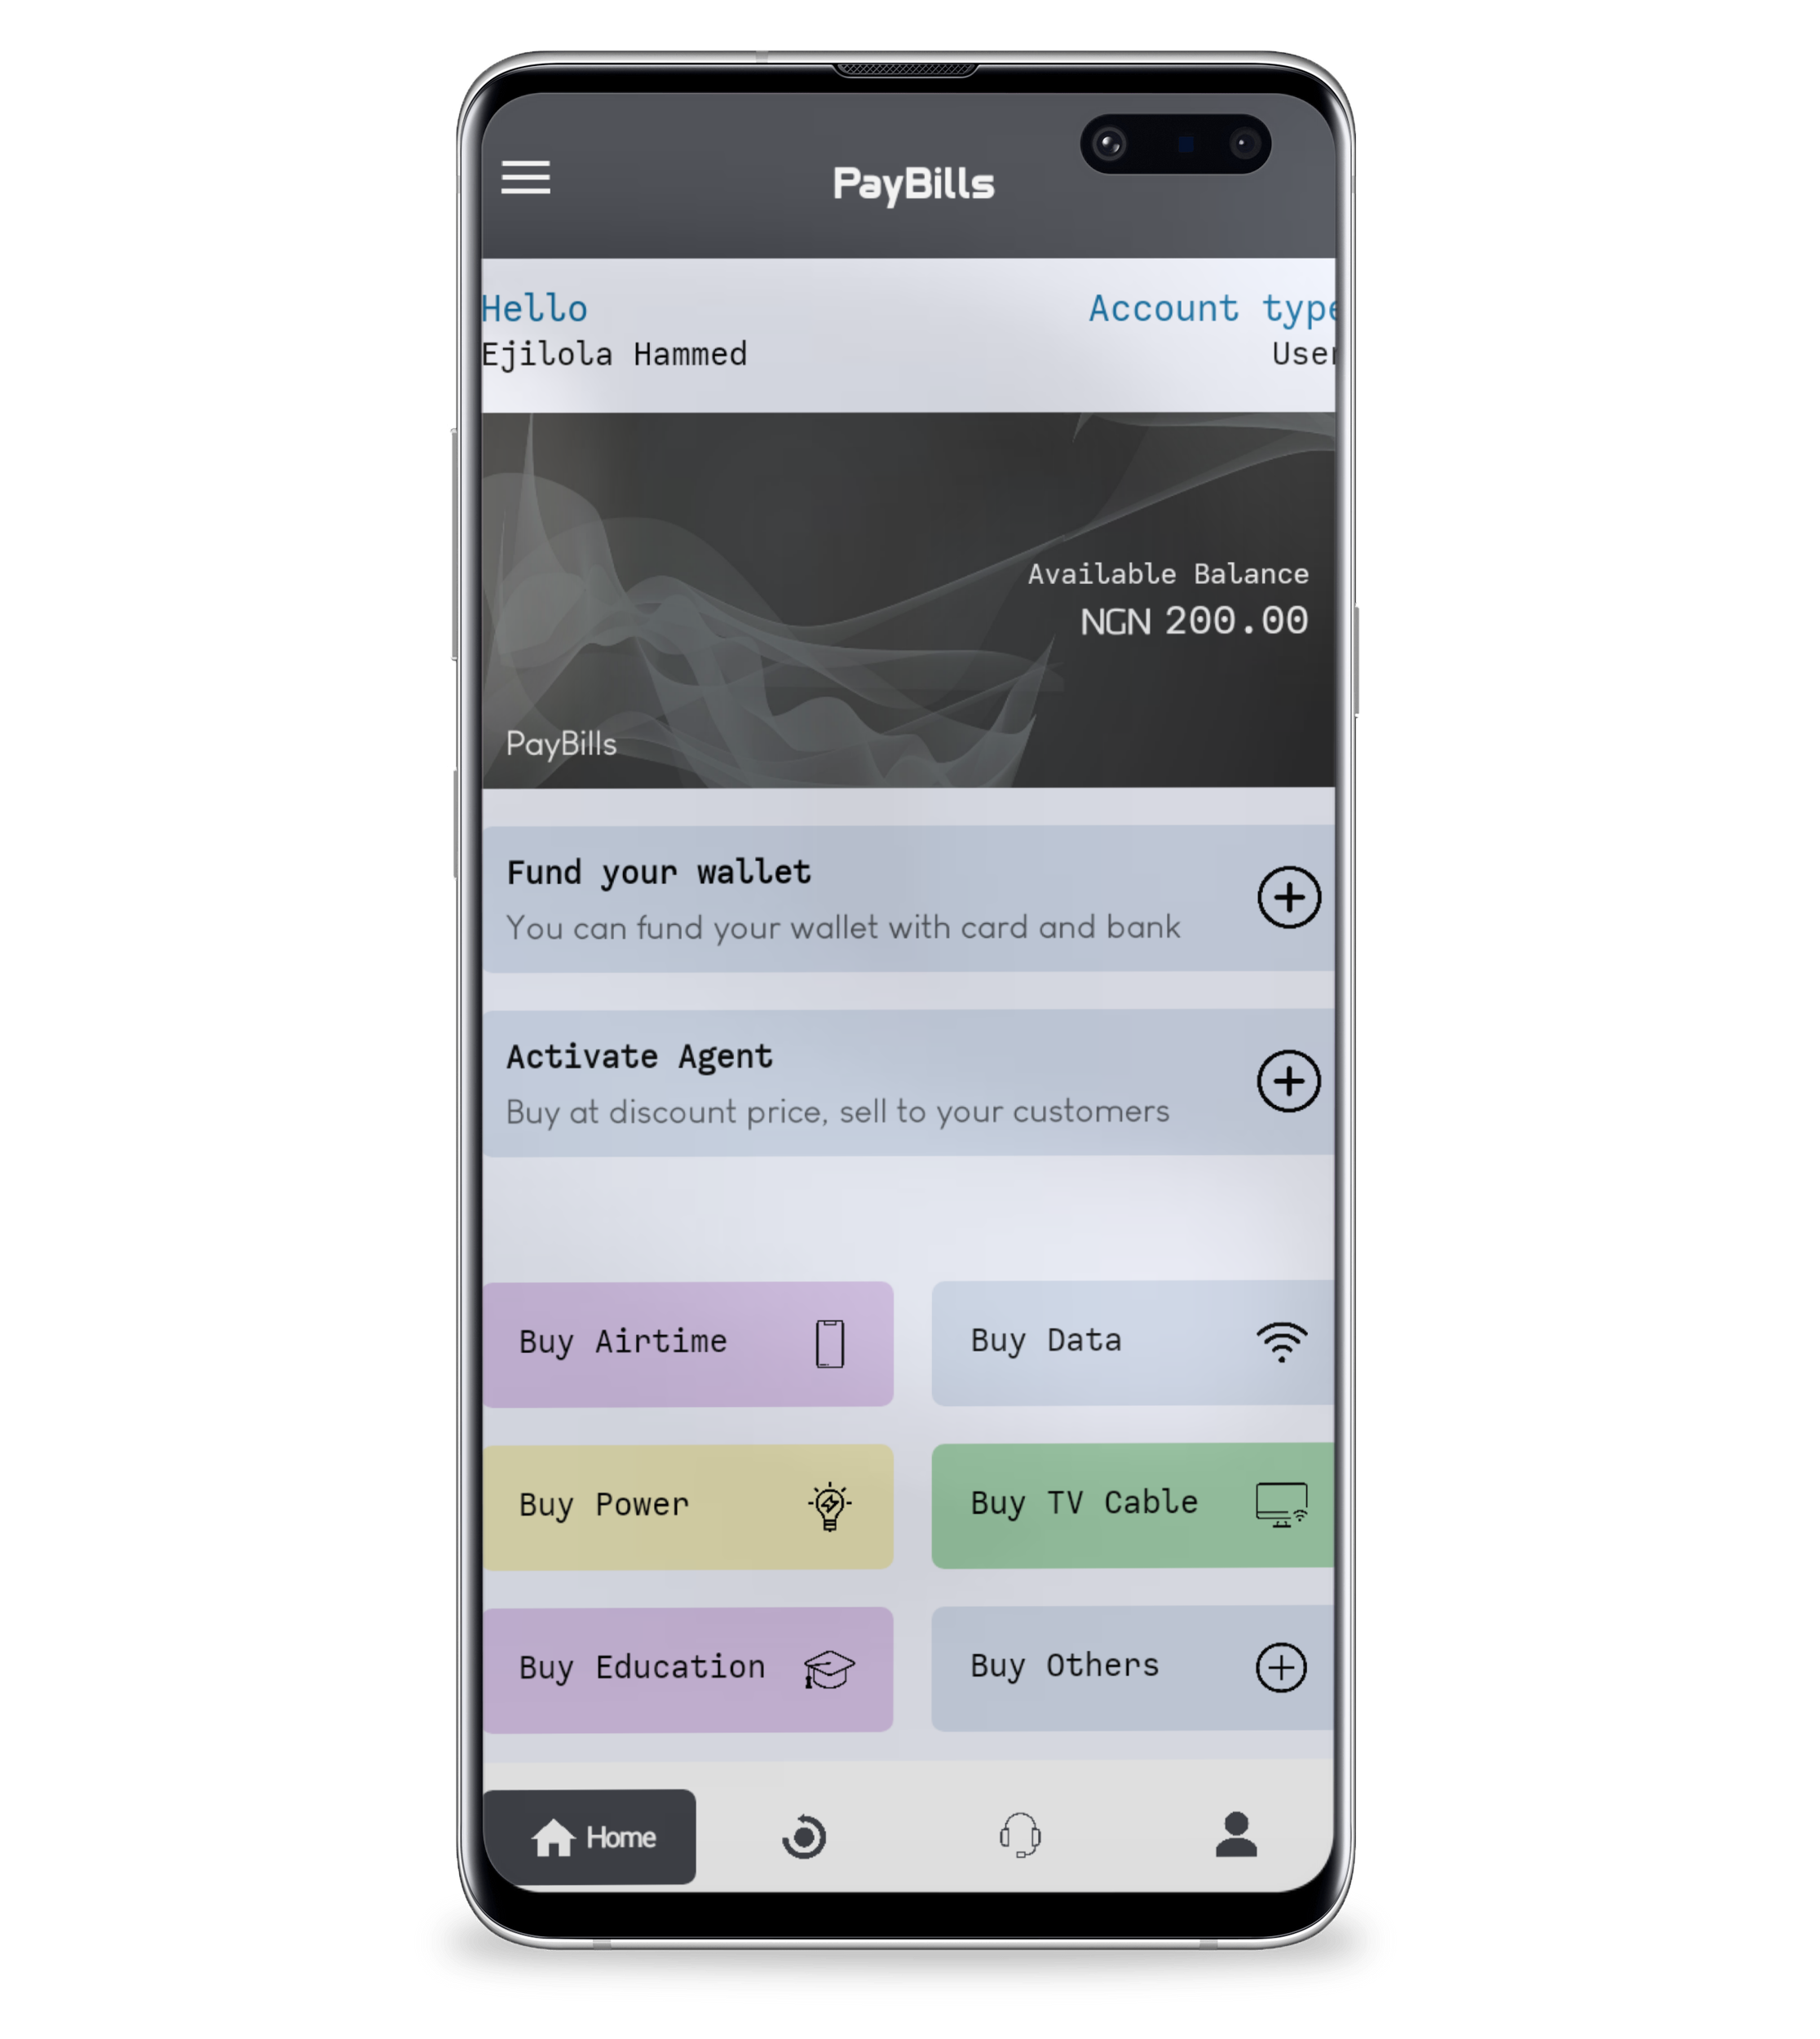 PayBills
Hello
Account type
Ejilola Hammed
User
Available Balance
NGN 200.00
PayBills
Fund your wallet
You can fund your wallet with card and bank
Activate Agent
Buy at discount price, sell to your customers
Buy Airtime
Buy Data
Buy Power
Buy TV Cable
Buy Education
Buy Others
Home